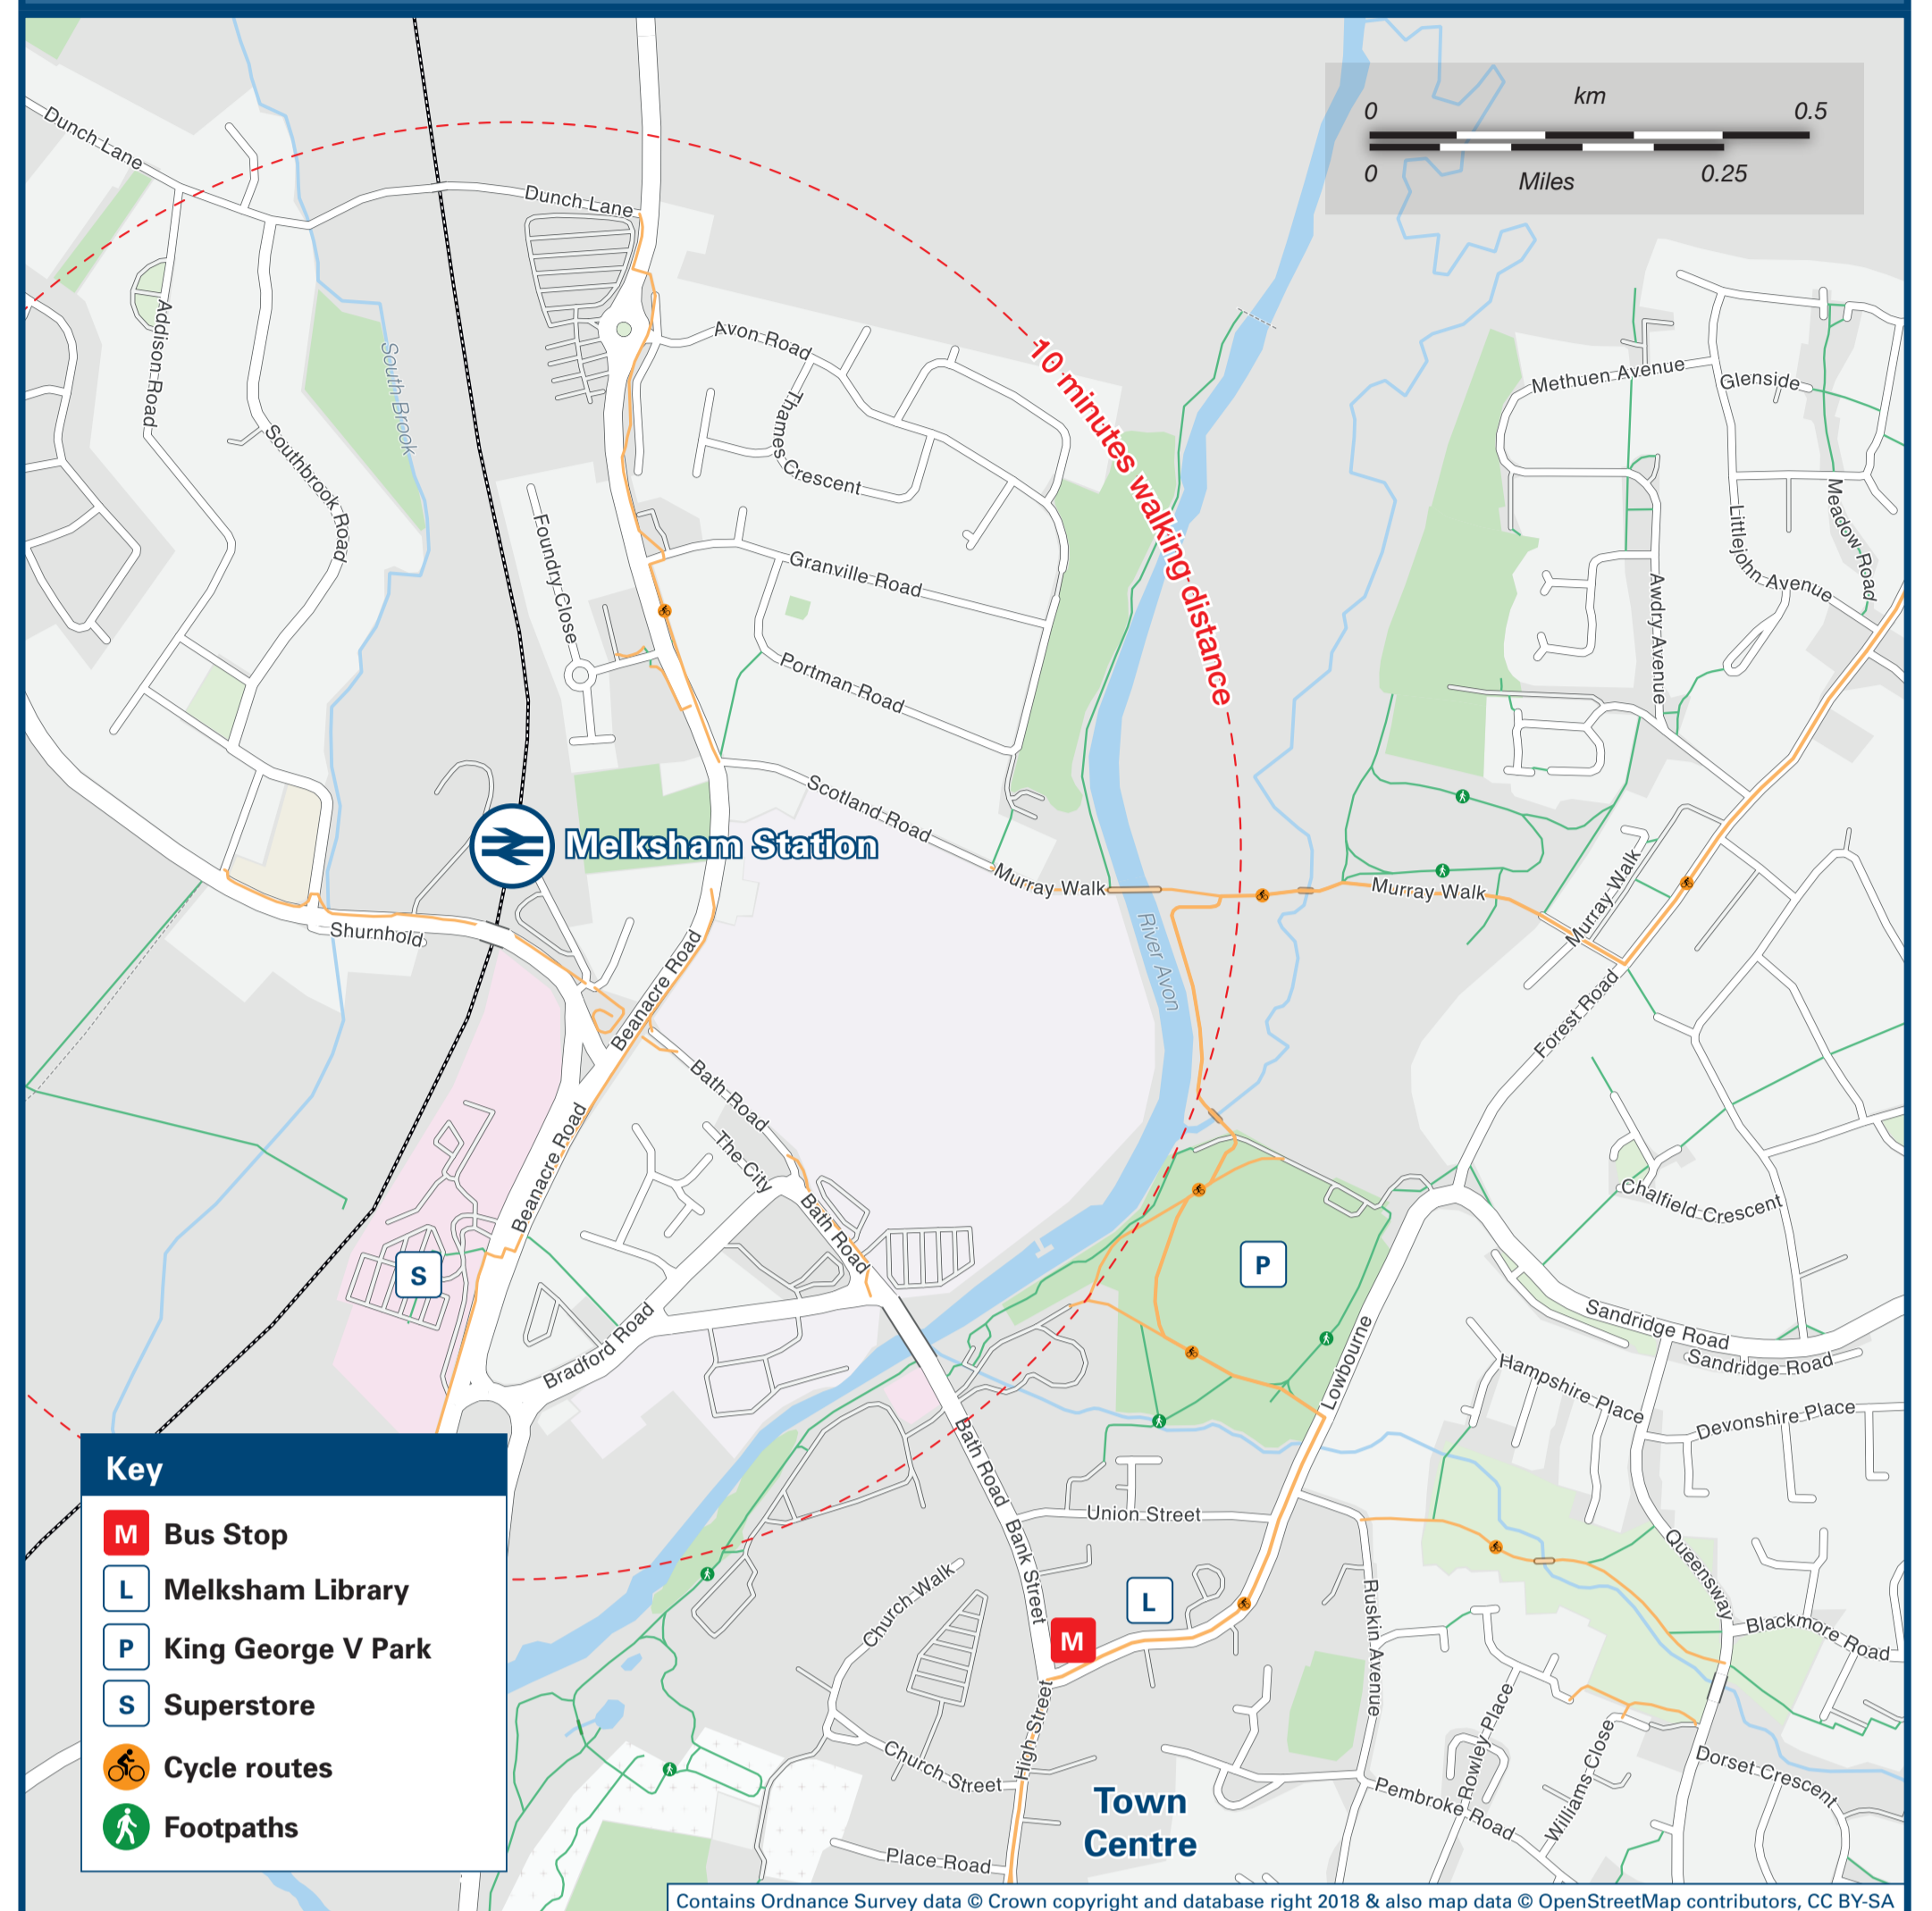 km
0
0.5
0
0.25
Miles
Dunch Lane
Dunch Lane
Addison Road
South Brook
Southbrook Road
Avon Road
Thames Crescent
10 minutes walking distance
Methuen Avenue
Glenside
Meadow Road
Littlejohn Avenue
Awdry Avenue
Foundry Close
Granville Road
Portman Road
Scotland Road
Melksham Station
Murray Walk
Murray Walk
Murray Walk
River Avon
Shurnhold
Beanacre Road
Forest Road
Bath Road
The City
Beanacre Road
Bath Road
Chalfield Crescent
S
P
Bradford Road
Lowbourne
Sandridge Road
Sandridge Road
Hampshire Place
Devonshire Place
Bath Road
Union Street
Bank Street
Queensway
Church Walk
L
M
Ruskin Avenue
Blackmore Road
High Street
Church Street
Rowley Place
Williams Close
Dorset Crescent
Pembroke Road
Town
Centre
Place Road
Key
M Bus Stop
L Melksham Library
P King George V Park
S Superstore
Cycle routes
Footpaths
Contains Ordnance Survey data © Crown copyright and database right 2018 & also map data © OpenStreetMap contributors, CC BY-SA